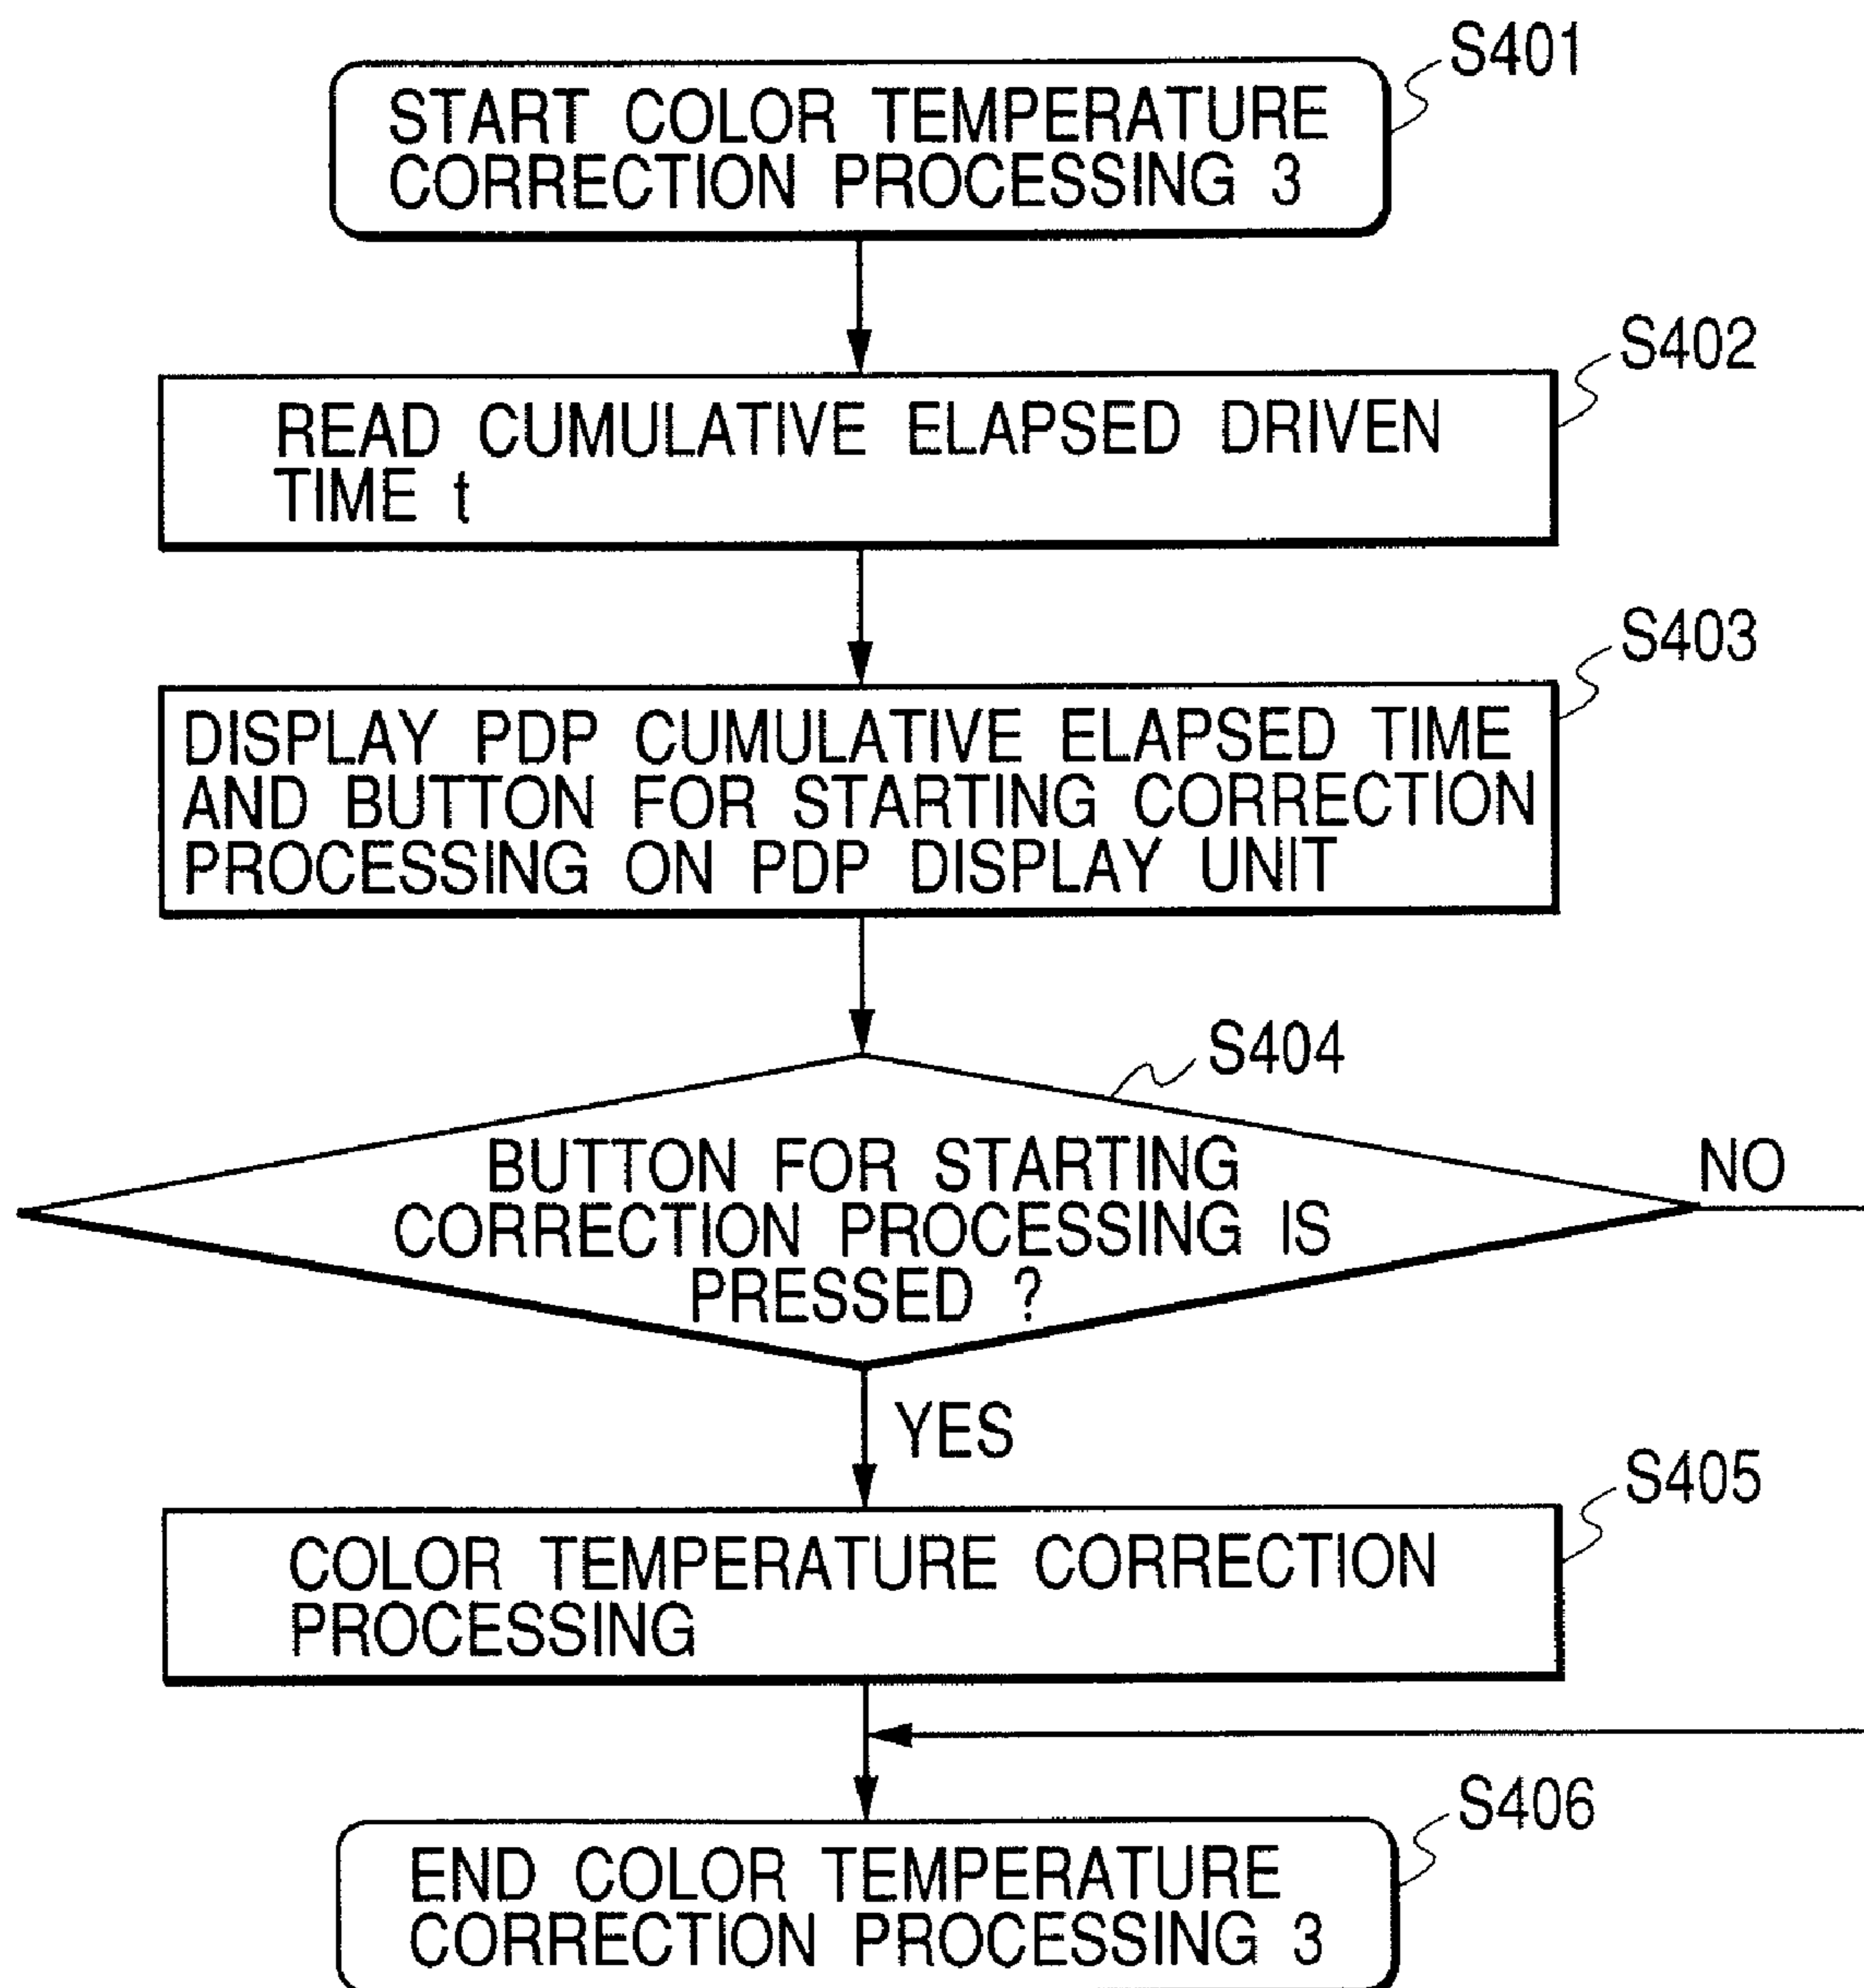 S401
START COLOR TEMPERATURE
CORRECTION PROCESSING 3
S402
READ CUMULATIVE ELAPSED DRIVEN
TIME t
S403
DISPLAY PDP CUMULATIVE ELAPSED TIME
AND BUTTON FOR STARTING CORRECTION
PROCESSING ON PDP DISPLAY UNIT
S404
BUTTON FOR STARTING
CORRECTION PROCESSING IS
PRESSED ?
NO
YES
S405
COLOR TEMPERATURE CORRECTION
PROCESSING
S406
END COLOR TEMPERATURE
CORRECTION PROCESSING 3